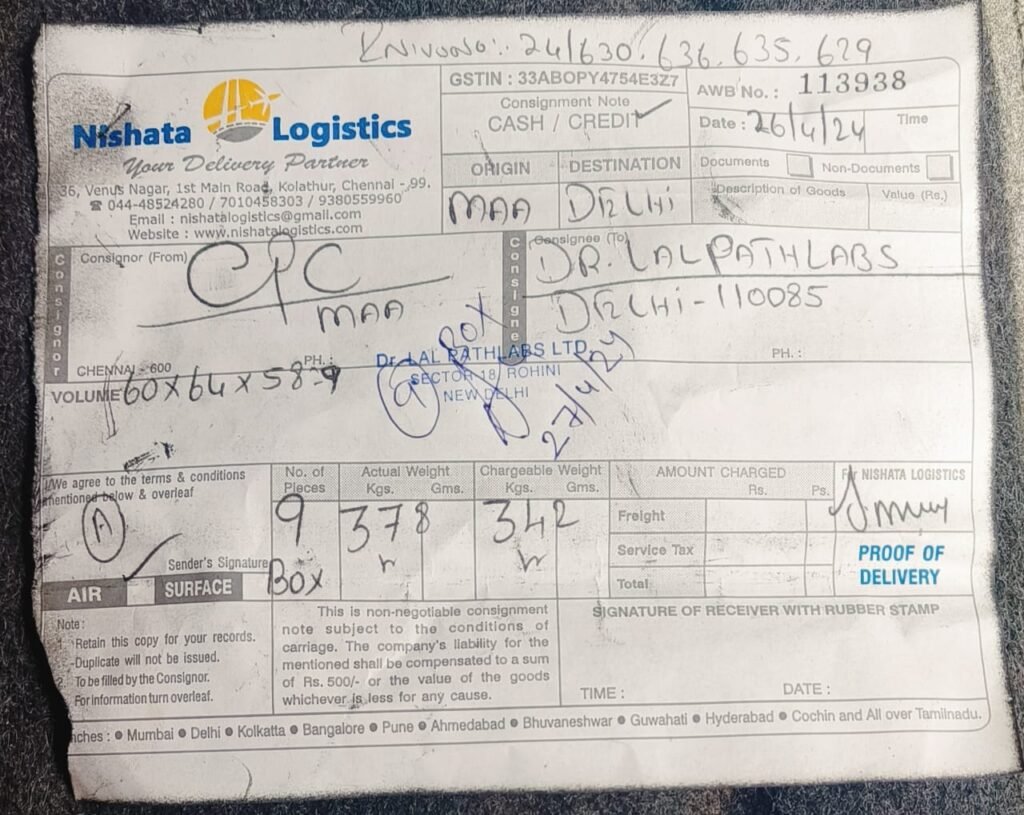 24/630, 636, 635, 629
Nishata Logistics
Your Delivery Partner
36, Venus Nagar, 1st Main Road, Kolathur, Chennai - 99.
☎ 044-48524280 / 7010458303 / 9380559960
Email : nishatalogistics@gmail.com
Website : www.nishatalogistics.com
GSTIN : 33ABOPY4754E3Z7
Consignment Note
CASH / CREDIT
AWB No. : 113938
Date : 26/4/24 Time
ORIGIN DESTINATION
MAA DELHI
Documents Non-Documents
Description of Goods Value (Rs.)
Consignor
Consignor (From)
CPC
MAA
CHENNAI - 600 PH. :
Consignee
Consignee (To)
DR. LAL PATHLABS
DELHI - 110085
PH. :
VOLUME 60 X 64 X 58 - 9
Dr. LAL PATHLABS LTD.
SECTOR 18, ROHINI
NEW DELHI
9 BOX
27/4/24
We agree to the terms & conditions
mentioned below & overleaf
A
Sender's Signature
AIR SURFACE
No. of Pieces
9
BOX
Actual Weight
Kgs. Gms.
378
Chargeable Weight
Kgs. Gms.
342
AMOUNT CHARGED
Rs. Ps.
Freight
Service Tax
Total
For NISHATA LOGISTICS
PROOF OF
DELIVERY
Note :
-Retain this copy for your records.
-Duplicate will not be issued.
To be filled by the Consignor.
For information turn overleaf.
This is non-negotiable consignment
note subject to the conditions of
carriage. The company's liability for the
mentioned shall be compensated to a sum
of Rs. 500/- or the value of the goods
whichever is less for any cause.
SIGNATURE OF RECEIVER WITH RUBBER STAMP
TIME : DATE :
nches : ● Mumbai ● Delhi ● Kolkatta ● Bangalore ● Pune ● Ahmedabad ● Bhuvaneshwar ● Guwahati ● Hyderabad ● Cochin and All over Tamilnadu.